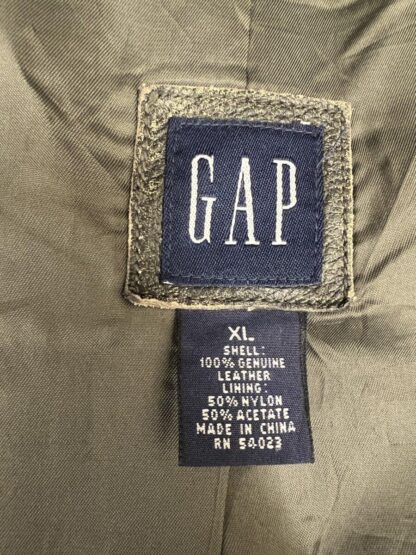 GAP
XL
SHELL:
100% GENUINE
LEATHER
LINING:
50% NYLON
50% ACETATE
MADE IN CHINA
RN 54023